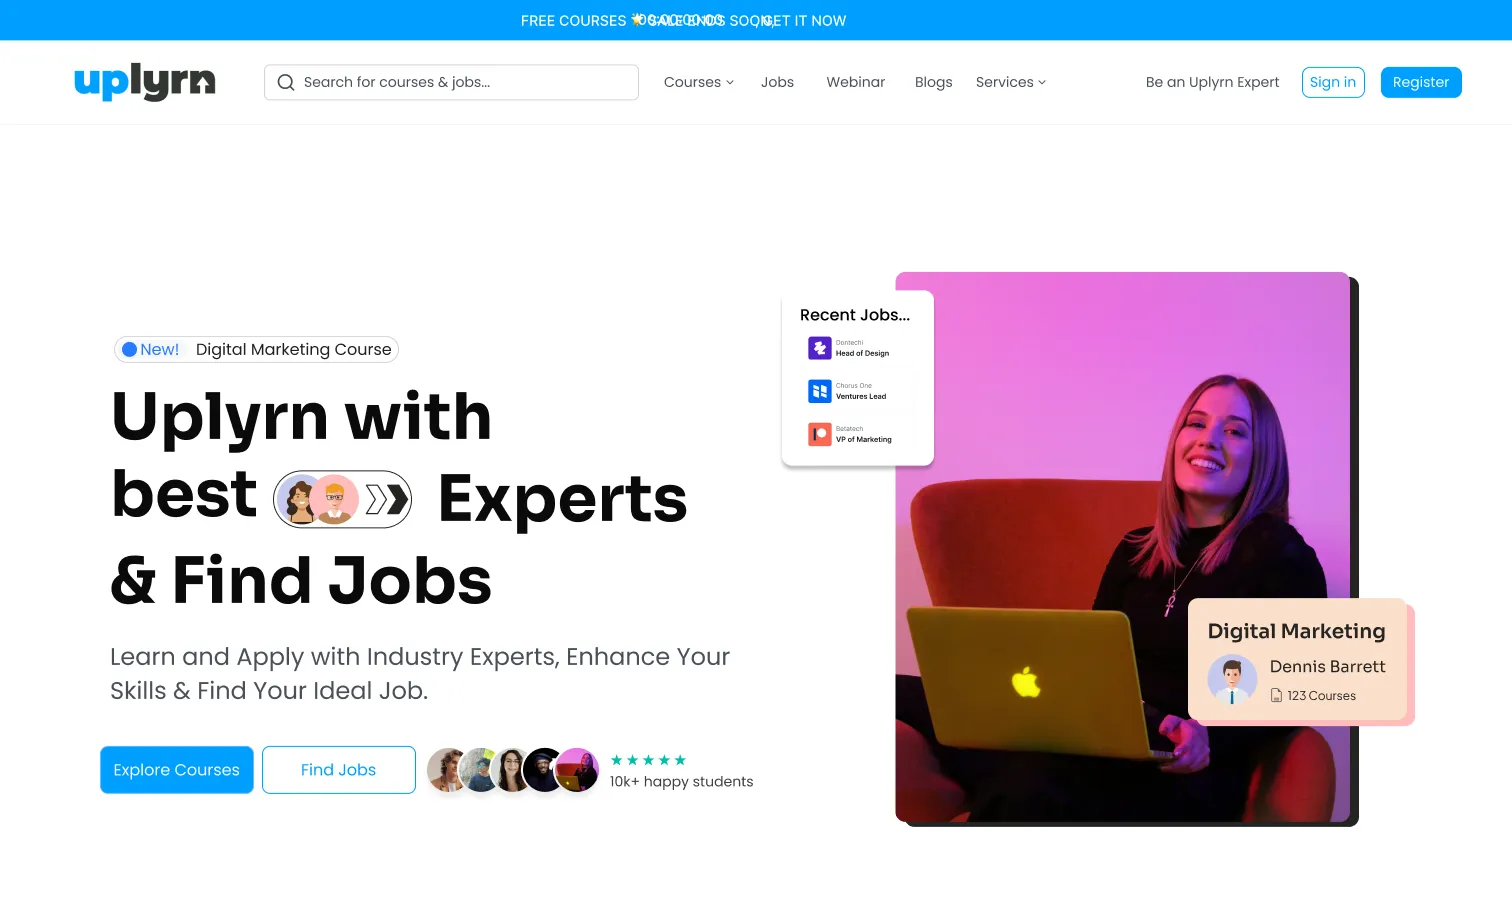 FREE COURSES 🌟 SALE ENDS SOON, GET IT NOW
uplyrn
Search for courses & jobs...
Courses
Jobs
Webinar
Blogs
Services
Be an Uplyrn Expert
Sign in
Register
New! Digital Marketing Course
Uplyrn with
best Experts
& Find Jobs
Learn and Apply with Industry Experts, Enhance Your
Skills & Find Your Ideal Job.
Explore Courses
Find Jobs
★★★★★
10k+ happy students
Recent Jobs...
Dontechi
Head of Design
Chorus One
Ventures Lead
Betatech
VP of Marketing
Digital Marketing
Dennis Barrett
123 Courses